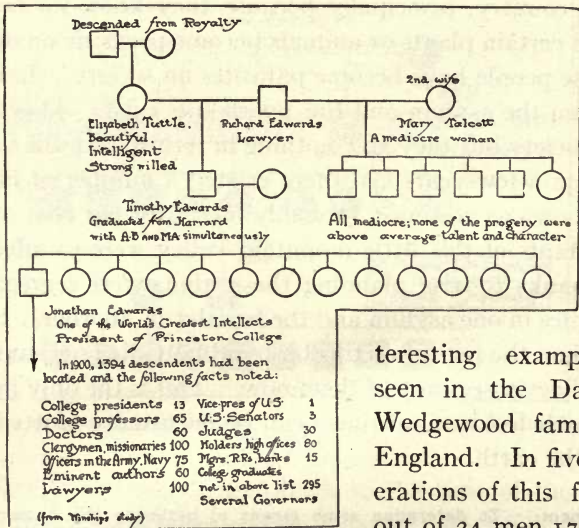 Descended from Royalty
2nd wife
Elizabeth Tuttle.
Beautiful
Intelligent
Strong willed
Richard Edwards
Lawyer
Mary Talcott
A mediocre
Timothy Edwards
Graduated from Harvard
with A·B AND MA simultaneously
All mediocre; none of the progeny were
above average talent or character
Jonathan Edwards
One of the World's Greatest Intellects
President of Princeton College
In 1900, 1394 descendents had been
located and the following facts noted:
College presidents 13
College profesors 65
Doctors 60
Clergymen, missionaries 100
Officers in the Army, Navy 75
Eminent authors 60
Lawyers 100
Vice-pres of U.S. 1
U.S. Senators 3
Judges 30
Holders high offices 80
Mgrs. R.Rs, banks 15
College graduates
not in above list 295
Several Governors
(from Winship's study)
teresting examp
seen in the Da
Wedgewood fam
England. In five
erations of this f
out of 24 men